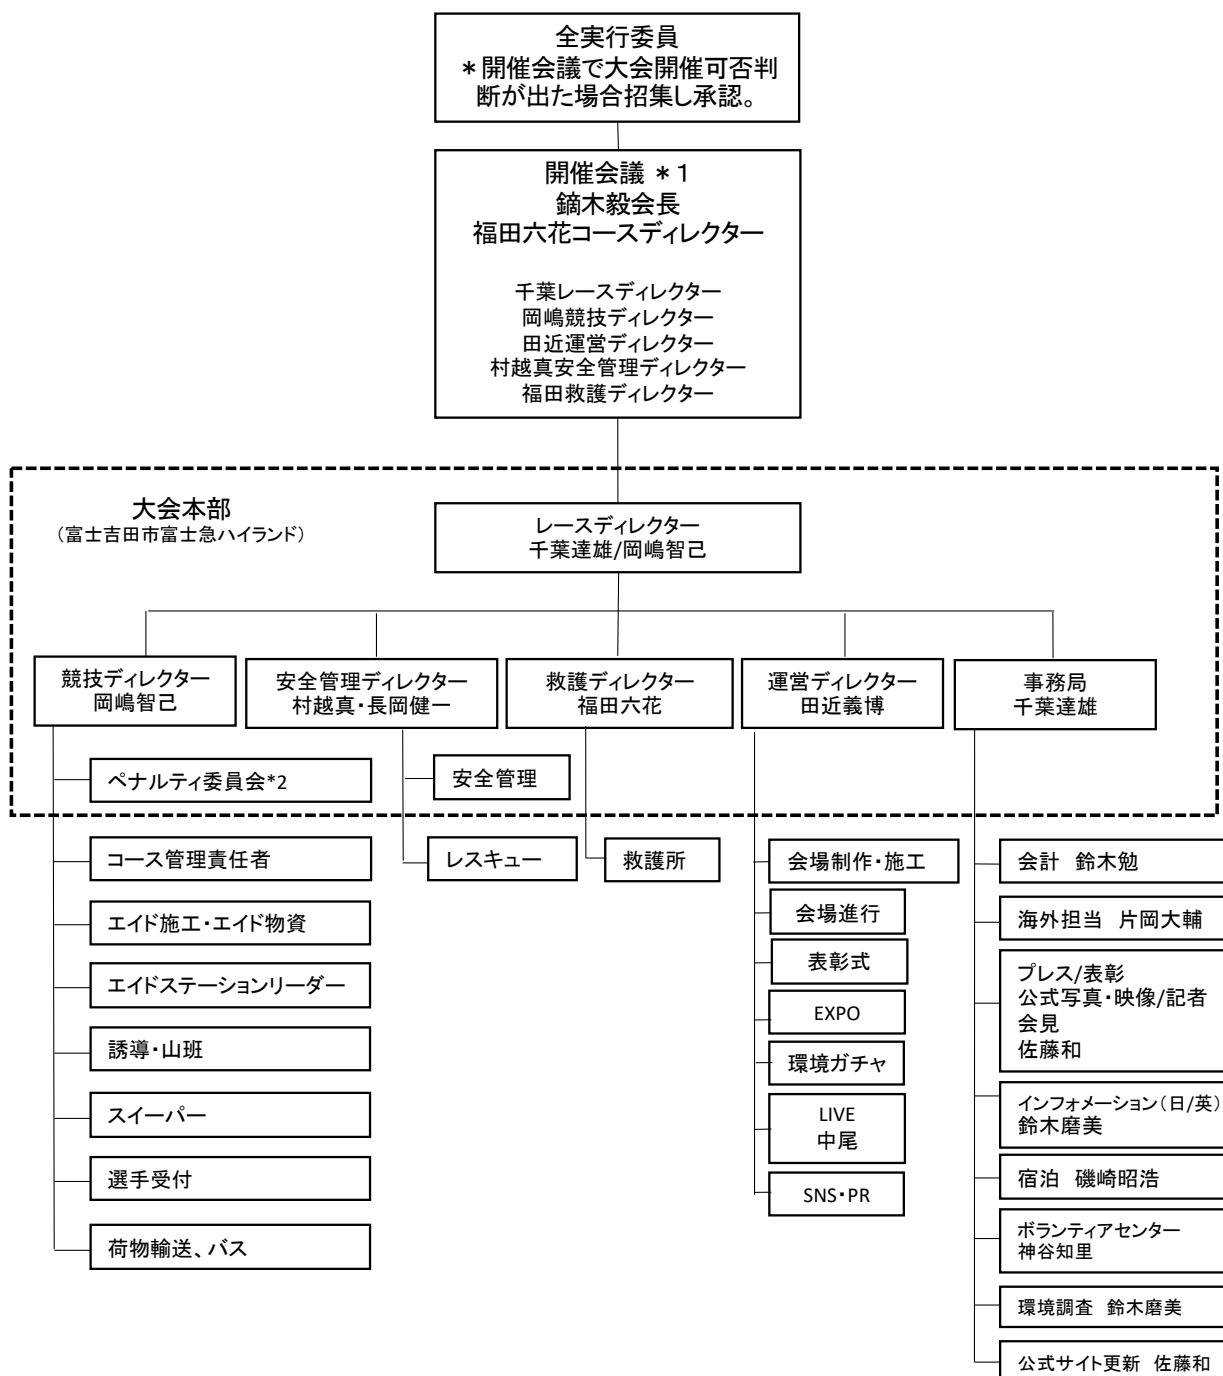 全実行委員
＊開催会議で大会開催可否判
断が出た場合招集し承認。
開催会議 ＊１
鏑木毅会長
福田六花コースディレクター
千葉レースディレクター
岡嶋競技ディレクター
田近運営ディレクター
村越真安全管理ディレクター
福田救護ディレクター
大会本部
（富士吉田市富士急ハイランド）
レースディレクター
千葉達雄/岡嶋智己
競技ディレクター
岡嶋智己
安全管理ディレクター
村越真・長岡健一
救護ディレクター
福田六花
運営ディレクター
田近義博
事務局
千葉達雄
ペナルティ委員会*2
コース管理責任者
エイド施工・エイド物資
エイドステーションリーダー
誘導・山班
スイーパー
選手受付
荷物輸送、バス
安全管理
レスキュー
救護所
会場制作・施工
会場進行
表彰式
EXPO
環境ガチャ
LIVE
中尾
SNS・PR
会計　鈴木勉
海外担当　片岡大輔
プレス/表彰
公式写真・映像/記者
会見
佐藤和
インフォメーション（日/英）
鈴木磨美
宿泊　磯崎昭浩
ボランティアセンター
神谷知里
環境調査　鈴木磨美
公式サイト更新　佐藤和